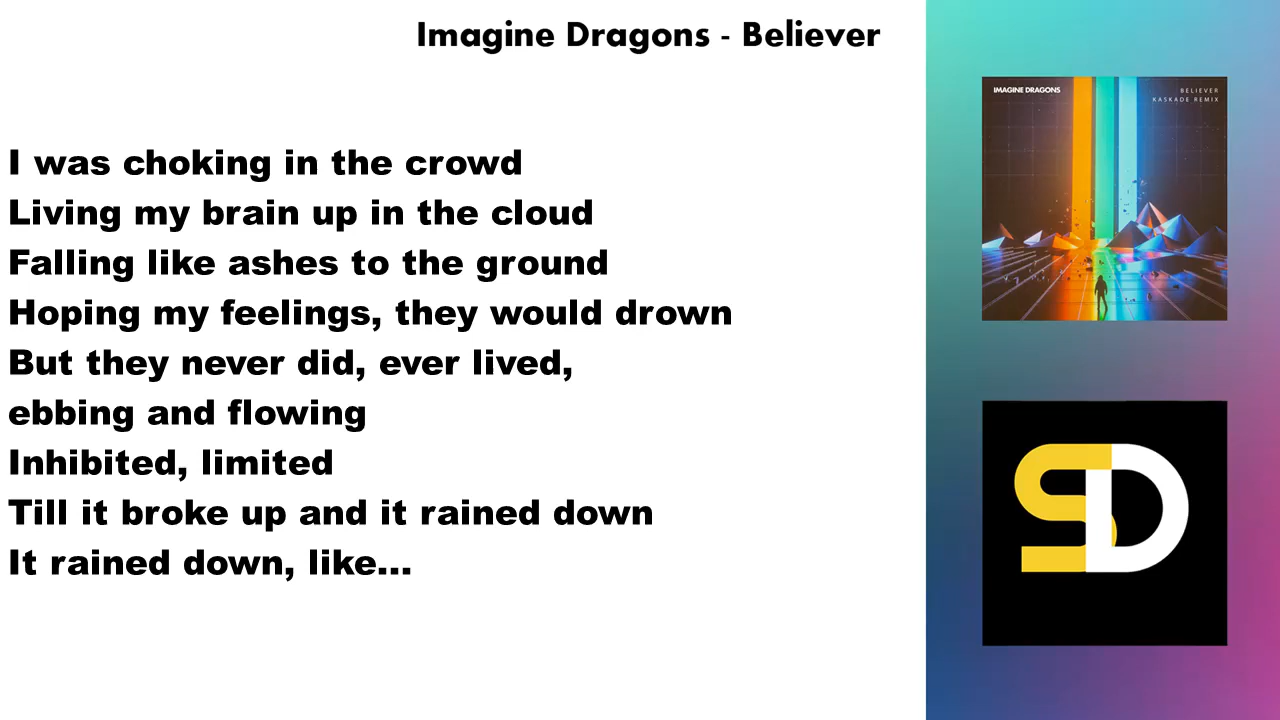 Imagine Dragons - Believer
I was choking in the crowd
Living my brain up in the cloud
Falling like ashes to the ground
Hoping my feelings, they would drown
But they never did, ever lived,
ebbing and flowing
Inhibited, limited
Till it broke up and it rained down
It rained down, like...
IMAGINE DRAGONS
BELIEVER
KASKADE REMIX
SD